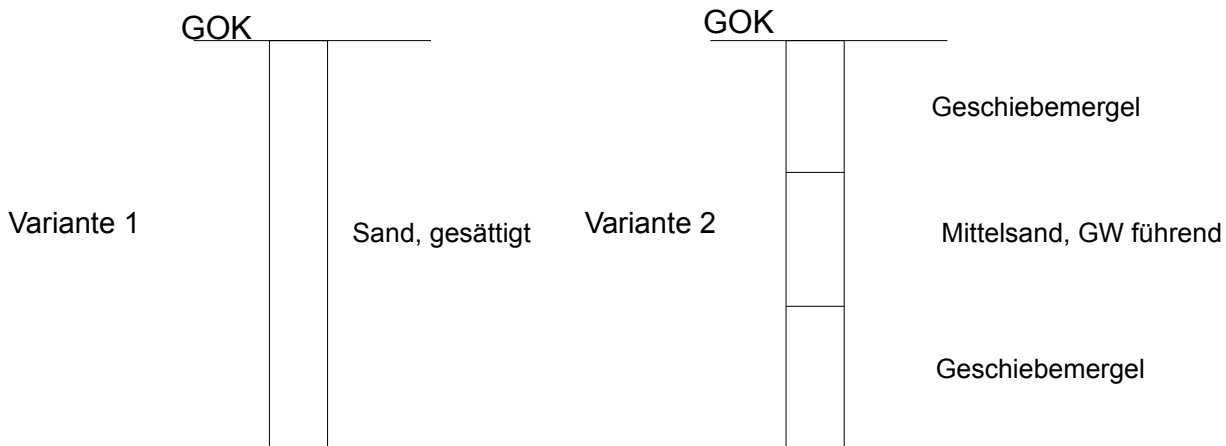 GOK
Variante 1
Sand, gesättigt
GOK
Geschiebemergel
Variante 2
Mittelsand, GW führend
Geschiebemergel